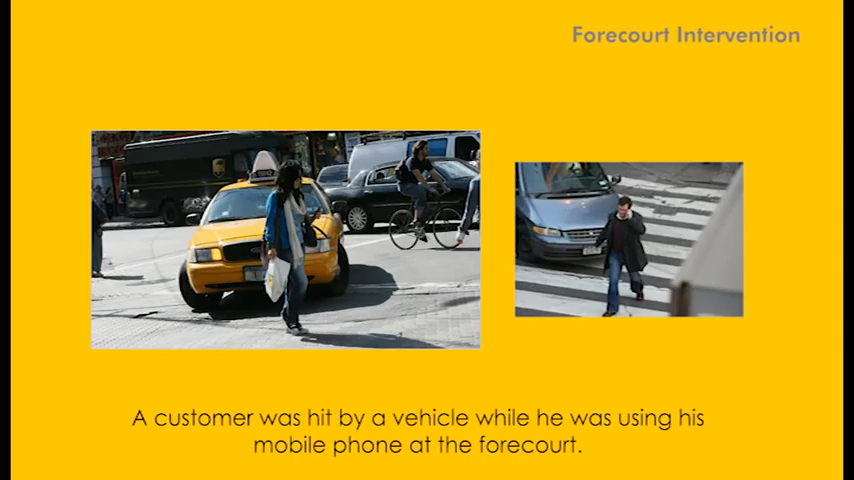 Forecourt Intervention
A customer was hit by a vehicle while he was using his
mobile phone at the forecourt.